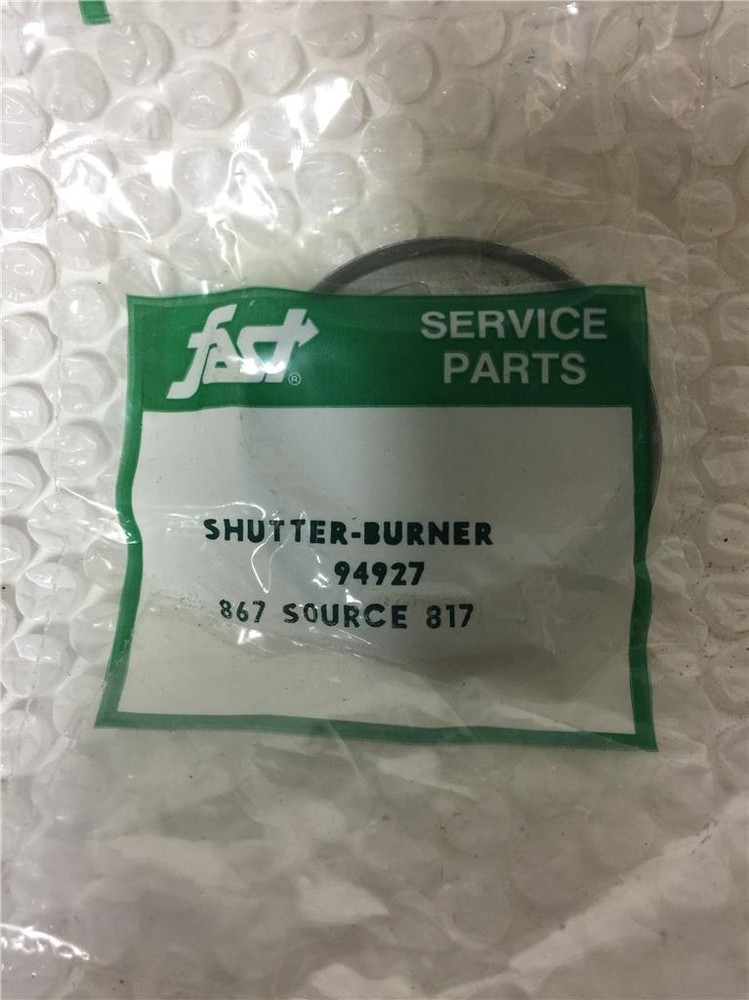 fast®
SERVICE
PARTS
SHUTTER-BURNER
94927
867 SOURCE 817